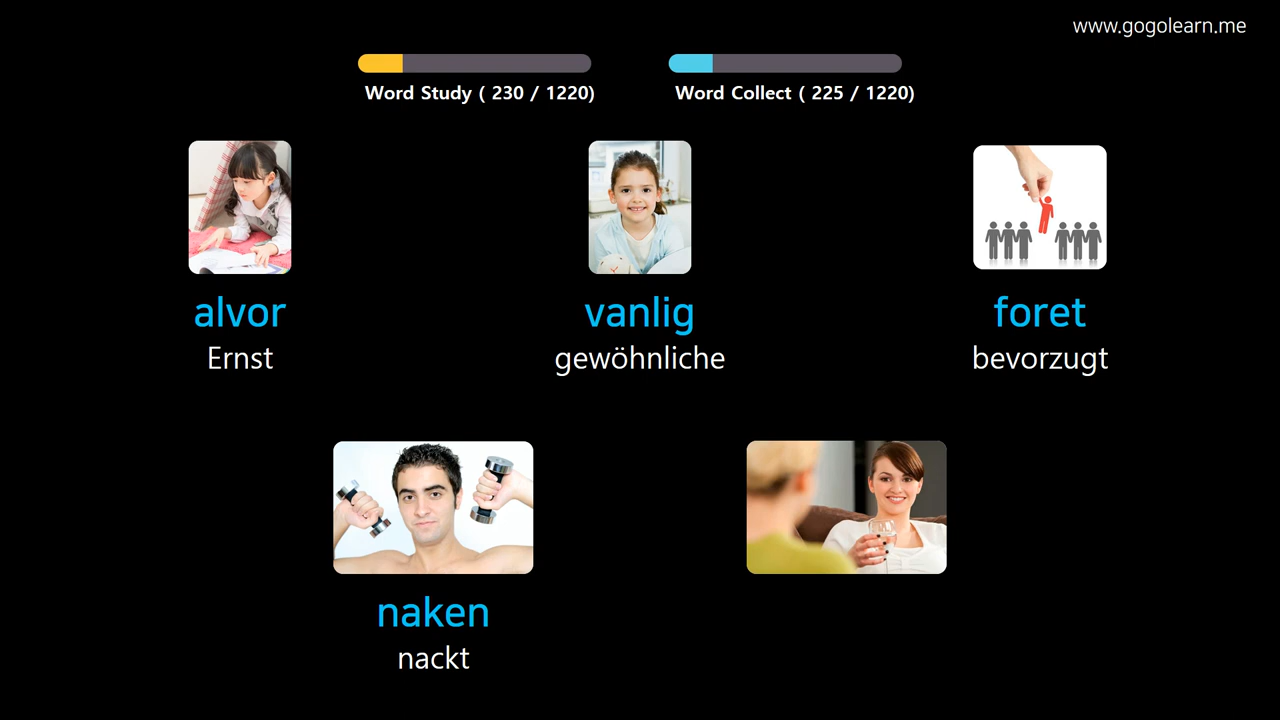 www.gogolearn.me
Word Study ( 230 / 1220)
Word Collect ( 225 / 1220)
alvor
Ernst
vanlig
gewöhnliche
foret
bevorzugt
naken
nackt